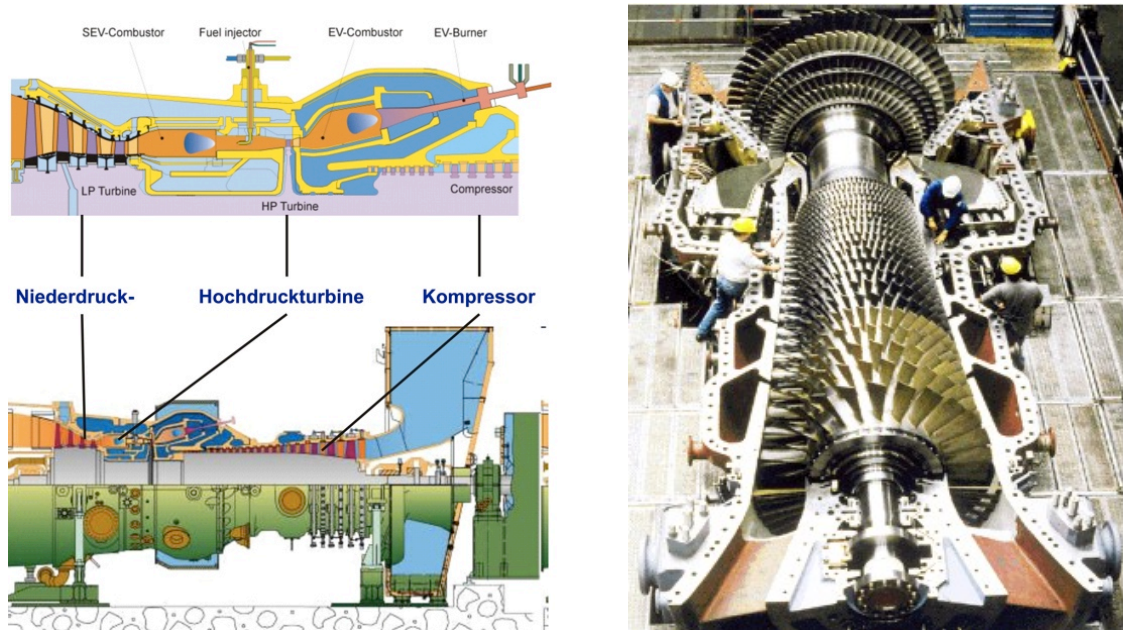 SEV-Combustor Fuel injector EV-Combustor EV-Burner
LP Turbine
HP Turbine
Compressor
Niederdruck- Hochdruckturbine Kompressor